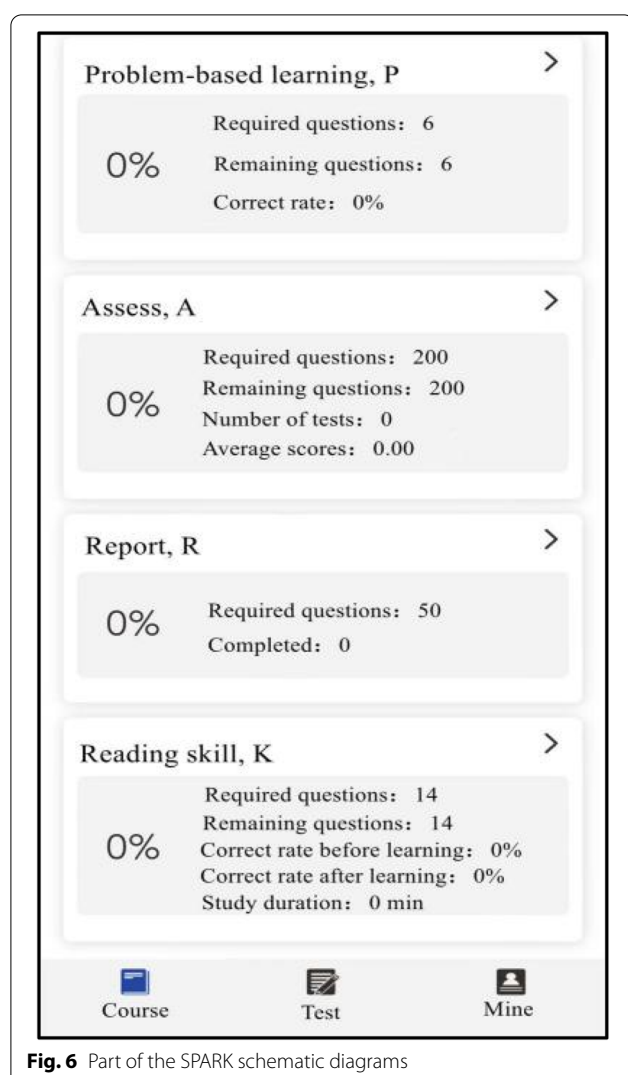 Problem-based learning, P
>
0%
Required questions： 6
Remaining questions： 6
Correct rate： 0%
Assess, A
>
0%
Required questions： 200
Remaining questions： 200
Number of tests： 0
Average scores： 0.00
Report, R
>
0%
Required questions： 50
Completed： 0
Reading skill, K
>
0%
Required questions： 14
Remaining questions： 14
Correct rate before learning： 0%
Correct rate after learning： 0%
Study duration： 0 min
Course
Test
Mine
Fig. 6 Part of the SPARK schematic diagrams